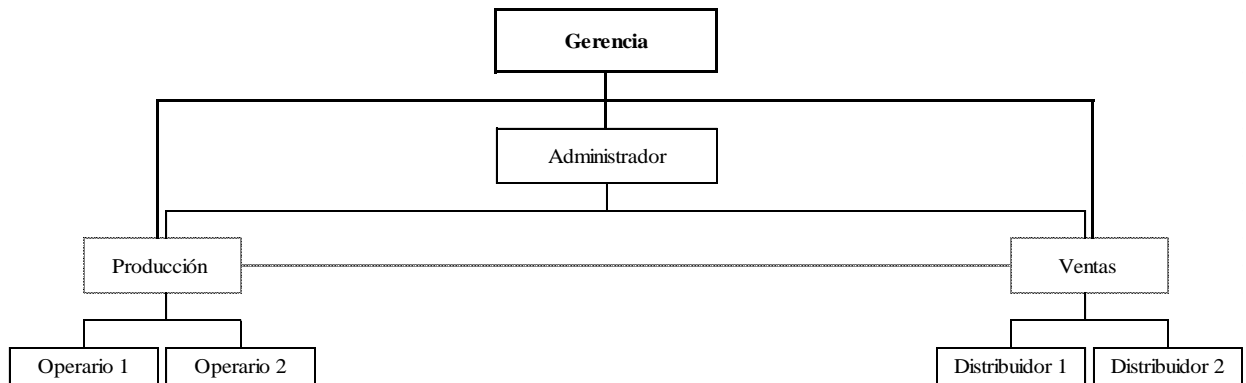 Gerencia
Administrador
Producción
Ventas
Operario 1
Operario 2
Distribuidor 1
Distribuidor 2